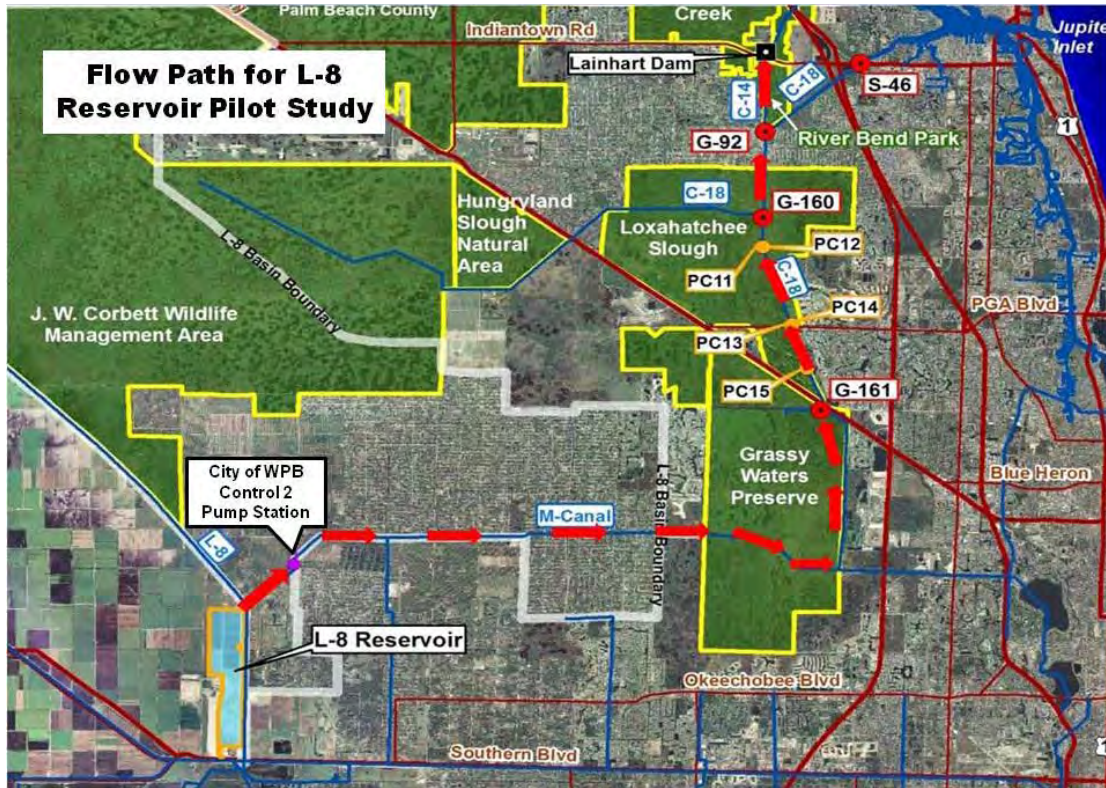 Palm Beach County
Indiantown Rd
Creek
Jupite
Inlet
Flow Path for L-8
Reservoir Pilot Study
Lainhart Dam
C-18
S-46
C-14
River Bend Park
1
G-92
C-18
Hungryland
Slough
Natural
Area
G-160
Loxahatchee
Slough
PC12
PC11
C-18
L-8 Basin Boundary
PC14
PGA Blvd
J. W. Corbett Wildlife
Management Area
PC13
PC15
G-161
City of WPB
Control 2
Pump Station
Grassy
Waters
Preserve
Blue Heron
L-8 Basin Boundary
M-Canal
L-8
L-8 Reservoir
Okeechobee Blvd
Southern Blvd